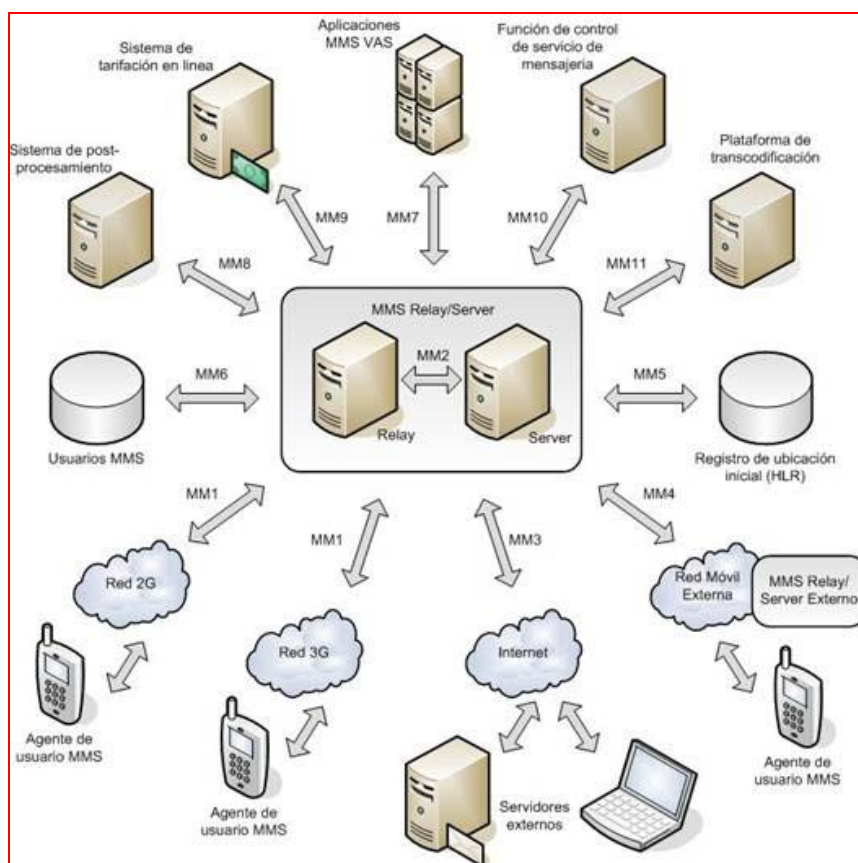 Sistema de
tarifación en linea
Aplicaciones
MMS VAS
Función de control
de servicio de
mensajeria
Sistema de post-
procesamiento
Plataforma de
transcodificación
MM9
MM7
MM10
MM8
MM11
MMS Relay/Server
MM2
MM6
MM5
Relay
Server
Usuarios MMS
Registro de ubicación
inicial (HLR)
MM1
MM1
MM3
MM4
Red 2G
Red 3G
Internet
Red Móvil
Externa
MMS Relay/
Server Externo
Agente de
usuario MMS
Agente de
usuario MMS
Servidores
externos
Agente de
usuario MMS